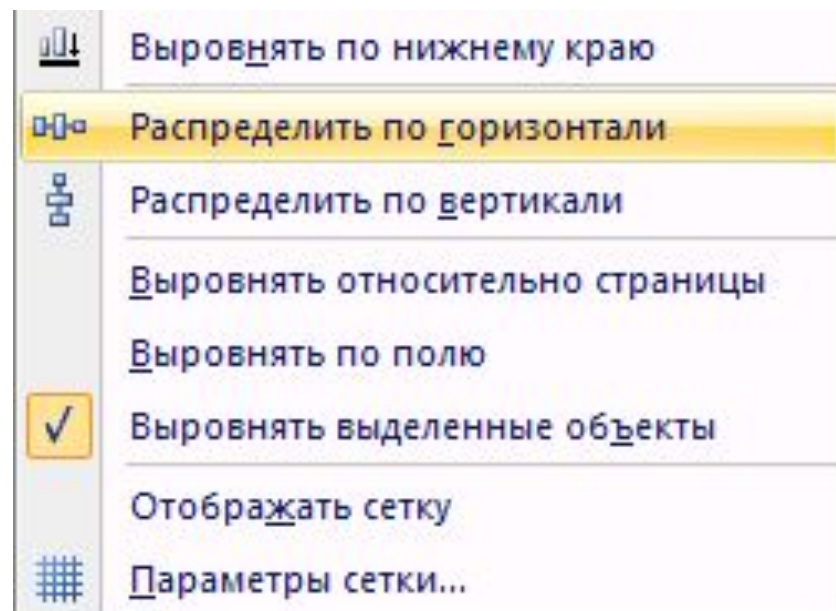 Выровнять по нижнему краю
Распределить по горизонтали
Распределить по вертикали
Выровнять относительно страницы
Выровнять по полю
Выровнять выделенные объекты
Отображать сетку
Параметры сетки...